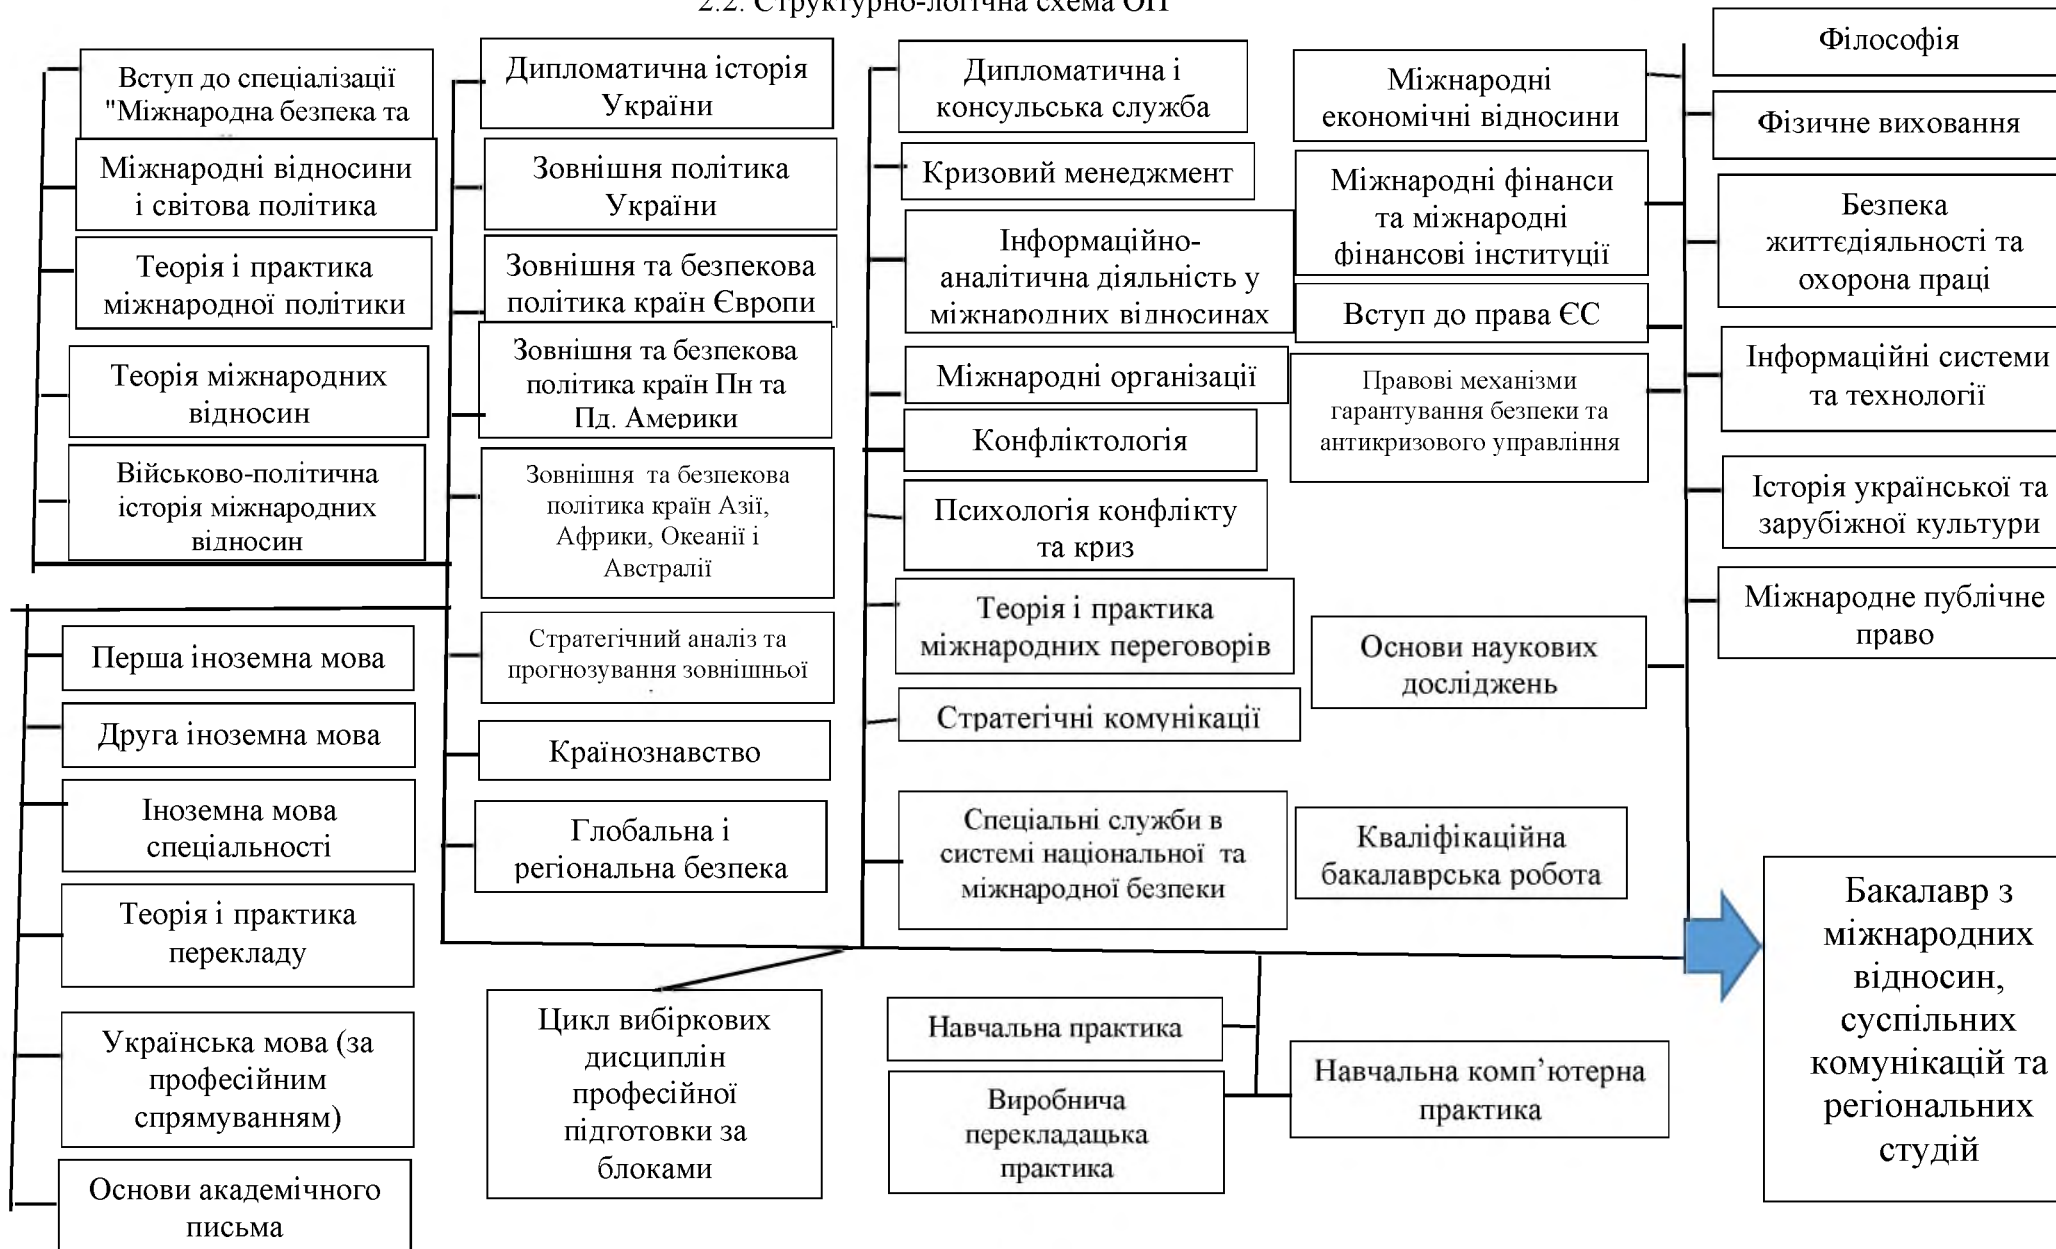 2.2. Структурно-логічна схема ОП
Вступ до спеціалізації
"Міжнародна безпека та
Міжнародні відносини
і світова політика
Теорія і практика
міжнародної політики
Теорія міжнародних
відносин
Військово-політична
історія міжнародних
відносин
Перша іноземна мова
Друга іноземна мова
Іноземна мова
спеціальності
Теорія і практика
перекладу
Українська мова (за
професійним
спрямуванням)
Основи академічного
письма
Дипломатична історія
України
Зовнішня політика
України
Зовнішня та безпекова
політика країн Європи
Зовнішня та безпекова
політика країн Пн та
Пд. Америки
Зовнішня та безпекова
політика країн Азії,
Африки, Океанії і
Австралії
Стратегічний аналіз та
прогнозування зовнішньої
Країнознавство
Глобальна і
регіональна безпека
Цикл вибіркових
дисциплін
професійної
підготовки за
блоками
Дипломатична і
консульська служба
Кризовий менеджмент
Інформаційно-
аналітична діяльність у
міжнародних відносинах
Міжнародні організації
Конфліктологія
Психологія конфлікту
та криз
Теорія і практика
міжнародних переговорів
Стратегічні комунікації
Спеціальні служби в
системі національної та
міжнародної безпеки
Навчальна практика
Виробнича
перекладацька
практика
Міжнародні
економічні відносини
Міжнародні фінанси
та міжнародні
фінансові інституції
Вступ до права ЄС
Правові механізми
гарантування безпеки та
антикризового управління
Основи наукових
досліджень
Кваліфікаційна
бакалаврська робота
Навчальна комп’ютерна
практика
Філософія
Фізичне виховання
Безпека
життєдіяльності та
охорона праці
Інформаційні системи
та технології
Історія української та
зарубіжної культури
Міжнародне публічне
право
Бакалавр з
міжнародних
відносин,
суспільних
комунікацій та
регіональних
студій